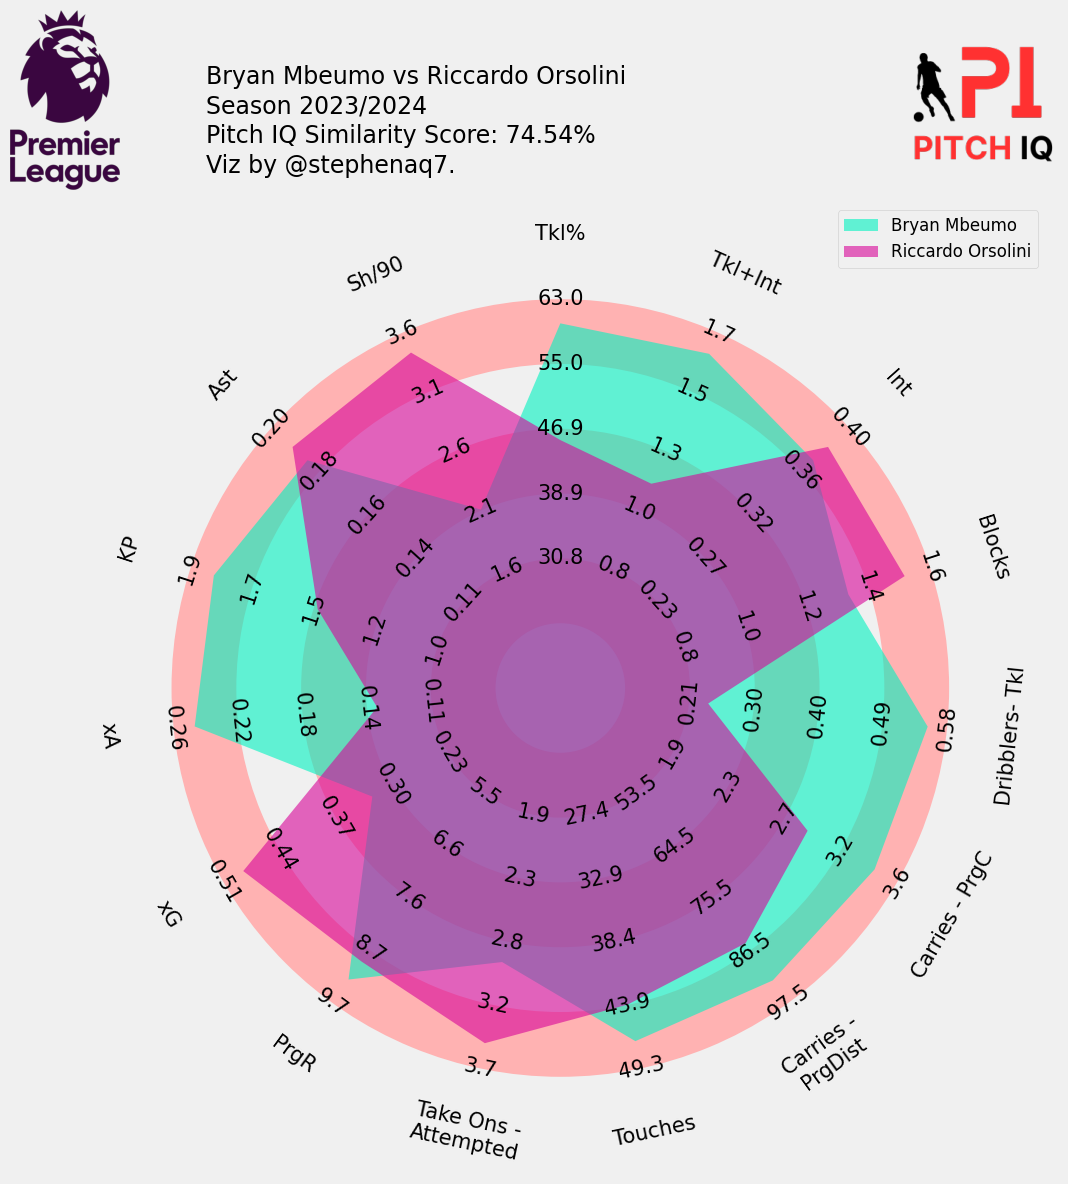 Premier
League
Bryan Mbeumo vs Riccardo Orsolini
Season 2023/2024
Pitch IQ Similarity Score: 74.54%
Viz by @stephenaq7.
PI
PITCH IQ
Bryan Mbeumo
Riccardo Orsolini
Tkl%
63.0
55.0
46.9
38.9
30.8
Tkl+Int
1.7
1.5
1.3
1.0
0.8
Int
0.40
0.36
0.32
0.27
0.23
Blocks
1.6
1.4
1.2
1.0
0.8
Dribblers- Tkl
0.58
0.49
0.40
0.30
0.21
Carries - PrgC
3.6
3.2
2.7
2.3
1.9
Carries -
PrgDist
97.5
86.5
75.5
64.5
53.5
Touches
49.3
43.9
38.4
32.9
27.4
Take Ons -
Attempted
3.7
3.2
2.8
2.3
1.9
PrgR
9.7
8.7
7.6
6.6
5.5
xG
0.51
0.44
0.37
0.30
0.23
xA
0.26
0.22
0.18
0.14
0.11
KP
1.9
1.7
1.5
1.2
1.0
Ast
0.20
0.18
0.16
0.14
0.11
Sh/90
3.6
3.1
2.6
2.1
1.6